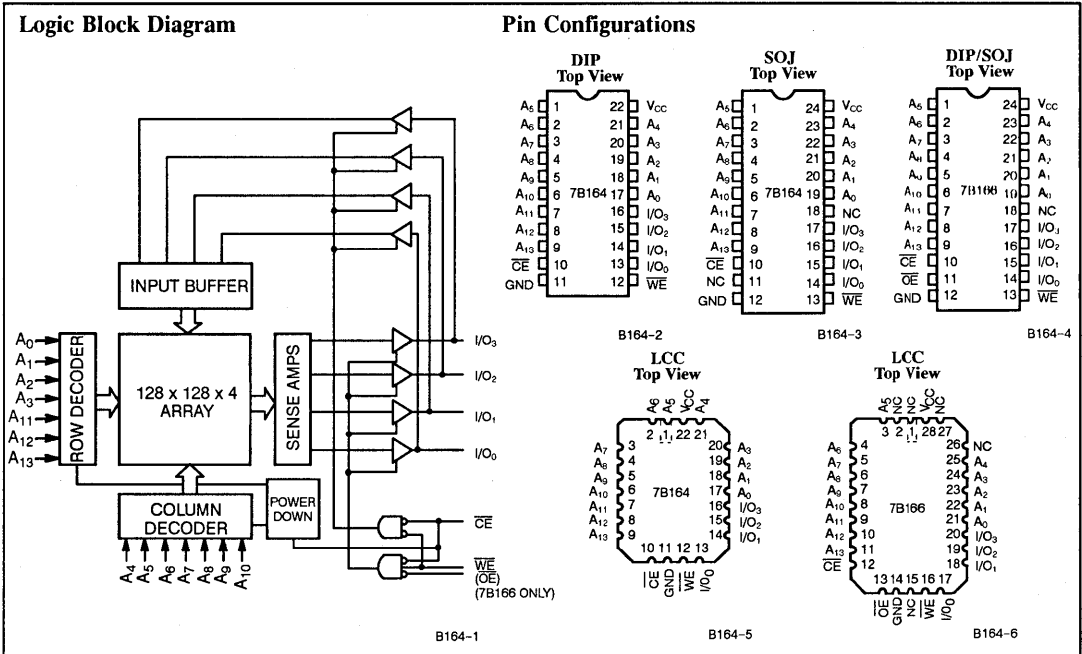 Logic Block Diagram
INPUT BUFFER
A0
A1
A2
A3
A11
A12
A13
ROW DECODER
128 x 128 x 4
ARRAY
SENSE AMPS
I/O3
I/O2
I/O1
I/O0
COLUMN
DECODER
POWER
DOWN
A4
A5
A6
A7
A8
A9
A10
CE
WE
(OE)
(7B166 ONLY)
B164-1
Pin Configurations
DIP
Top View
A5 1 22 VCC
A6 2 21 A4
A7 3 20 A3
A8 4 19 A2
A9 5 18 A1
A10 6 7B164 17 A0
A11 7 16 I/O3
A12 8 15 I/O2
A13 9 14 I/O1
CE 10 13 I/O0
GND 11 12 WE
B164-2
SOJ
Top View
A5 1 24 VCC
A6 2 23 A4
A7 3 22 A3
A8 4 21 A2
A9 5 20 A1
A10 6 7B164 19 A0
A11 7 18 NC
A12 8 17 I/O3
A13 9 16 I/O2
CE 10 15 I/O1
NC 11 14 I/O0
GND 12 13 WE
B164-3
DIP/SOJ
Top View
A5 1 24 VCC
A6 2 23 A4
A7 3 22 A3
A8 4 21 A2
A9 5 20 A1
A10 6 7B166 19 A0
A11 7 18 NC
A12 8 17 I/O3
A13 9 16 I/O2
CE 10 15 I/O1
OE 11 14 I/O0
GND 12 13 WE
B164-4
LCC
Top View
A6 A5 VCC A4
2 1 22 21
A7 3 20 A3
A8 4 19 A2
A9 5 18 A1
A10 6 7B164 17 A0
A11 7 16 I/O3
A12 8 15 I/O2
A13 9 14 I/O1
10 11 12 13
CE GND WE I/O0
B164-5
LCC
Top View
A5 NC NC VCC NC
3 2 1 28 27
A6 4 26 NC
A7 5 25 A4
A8 6 24 A3
A9 7 23 A2
A10 8 7B166 22 A1
A11 9 21 A0
A12 10 20 I/O3
A13 11 19 I/O2
CE 12 18 I/O1
13 14 15 16 17
OE GND NC WE I/O0
B164-6